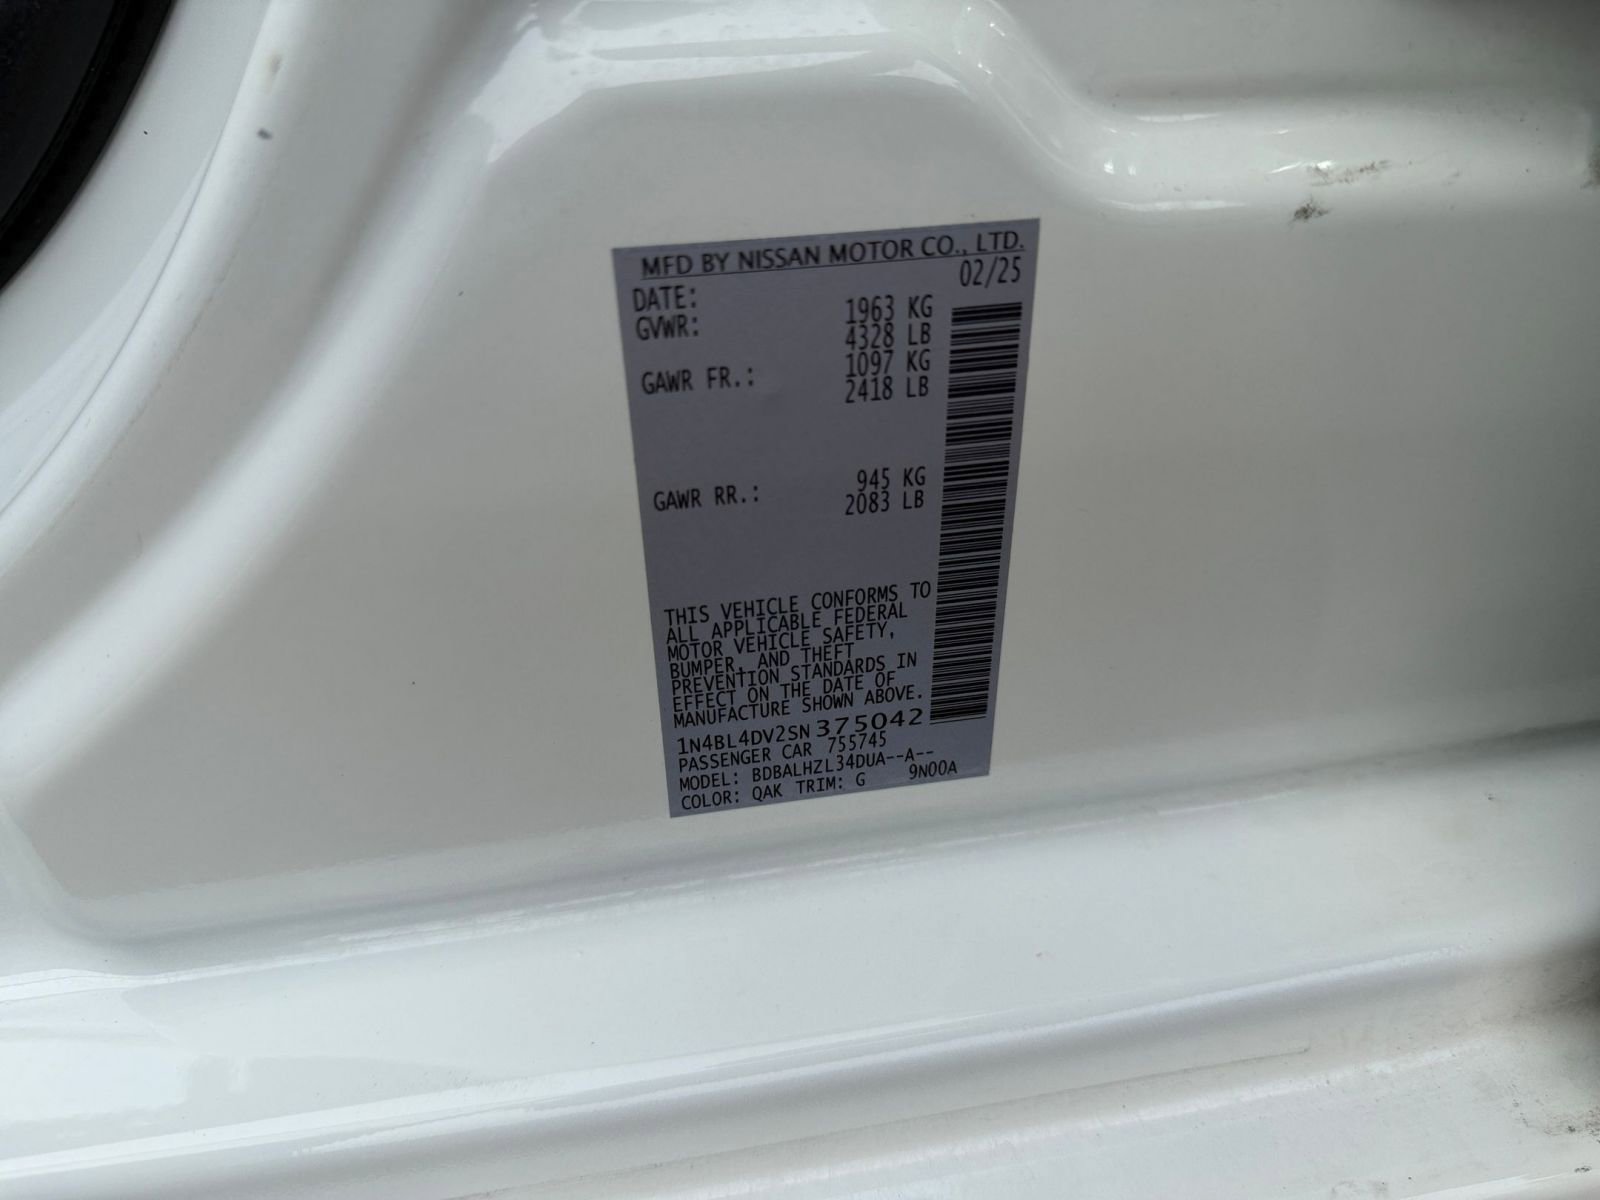 MFD BY NISSAN MOTOR CO., LTD.
DATE: 02/25
GVWR: 1963 KG
4328 LB
GAWR FR.: 1097 KG
2418 LB
GAWR RR.: 945 KG
2083 LB
THIS VEHICLE CONFORMS TO
ALL APPLICABLE FEDERAL
MOTOR VEHICLE SAFETY,
BUMPER, AND THEFT
PREVENTION STANDARDS IN
EFFECT ON THE DATE OF
MANUFACTURE SHOWN ABOVE.
1N4BL4DV2SN375042
PASSENGER CAR 755745
MODEL: BDBALHZL34DUA--A--
COLOR: QAK TRIM: G 9N00A